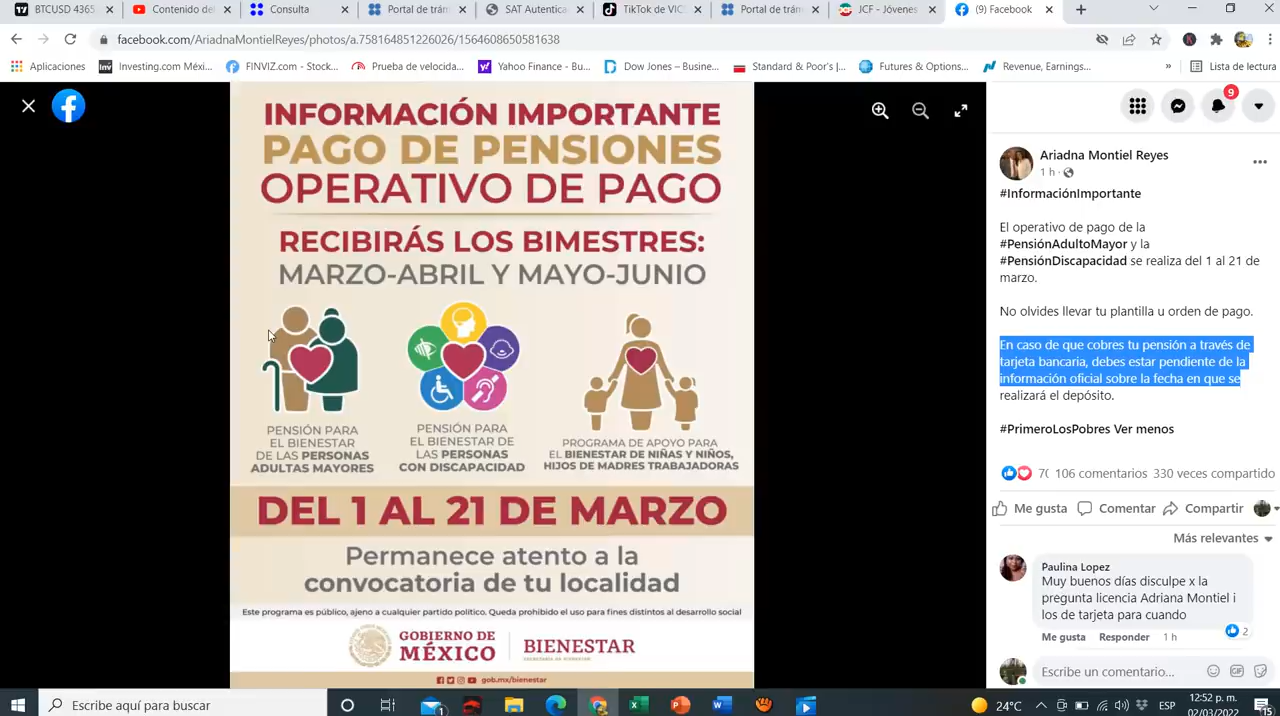 BTCUSD 4365
Contenido del
Consulta
Portal de trám
SAT Autentica
TikTok de VIC
Portal de trám
JCF - Jóvenes
(9) Facebook
facebook.com/AriadnaMontielReyes/photos/a.758164851226026/1564608650581638
Aplicaciones
Investing.com Méxi...
FINVIZ.com - Stock...
Prueba de velocida...
Yahoo Finance - Bu...
Dow Jones – Busine...
Standard & Poor's |...
Futures & Options...
Revenue, Earnings...
Lista de lectura
INFORMACIÓN IMPORTANTE
PAGO DE PENSIONES
OPERATIVO DE PAGO
RECIBIRÁS LOS BIMESTRES:
MARZO-ABRIL Y MAYO-JUNIO
PENSIÓN PARA
EL BIENESTAR
DE LAS PERSONAS
ADULTAS MAYORES
PENSIÓN PARA
EL BIENESTAR DE
LAS PERSONAS
CON DISCAPACIDAD
PROGRAMA DE APOYO PARA
EL BIENESTAR DE NIÑAS Y NIÑOS,
HIJOS DE MADRES TRABAJADORAS
DEL 1 AL 21 DE MARZO
Permanece atento a la
convocatoria de tu localidad
Este programa es público, ajeno a cualquier partido político. Queda prohibido el uso para fines distintos al desarrollo social
GOBIERNO DE
MÉXICO
BIENESTAR
SECRETARÍA DE BIENESTAR
gob.mx/bienestar
9
Ariadna Montiel Reyes
1 h ·
#InformaciónImportante
El operativo de pago de la
#PensiónAdultoMayor y la
#PensiónDiscapacidad se realiza del 1 al 21 de
marzo.
No olvides llevar tu plantilla u orden de pago.
En caso de que cobres tu pensión a través de
tarjeta bancaria, debes estar pendiente de la
información oficial sobre la fecha en que se
realizará el depósito.
#PrimeroLosPobres Ver menos
106 comentarios 330 veces compartido
Me gusta Comentar Compartir
Más relevantes
Paulina Lopez
Muy buenos días disculpe x la
pregunta licencia Adriana Montiel i
los de tarjeta para cuando
2
Me gusta Responder 1 h
Escribe un comentario...
Escribe aquí para buscar
1
24°C
ESP
12:52 p. m.
02/03/2022
15